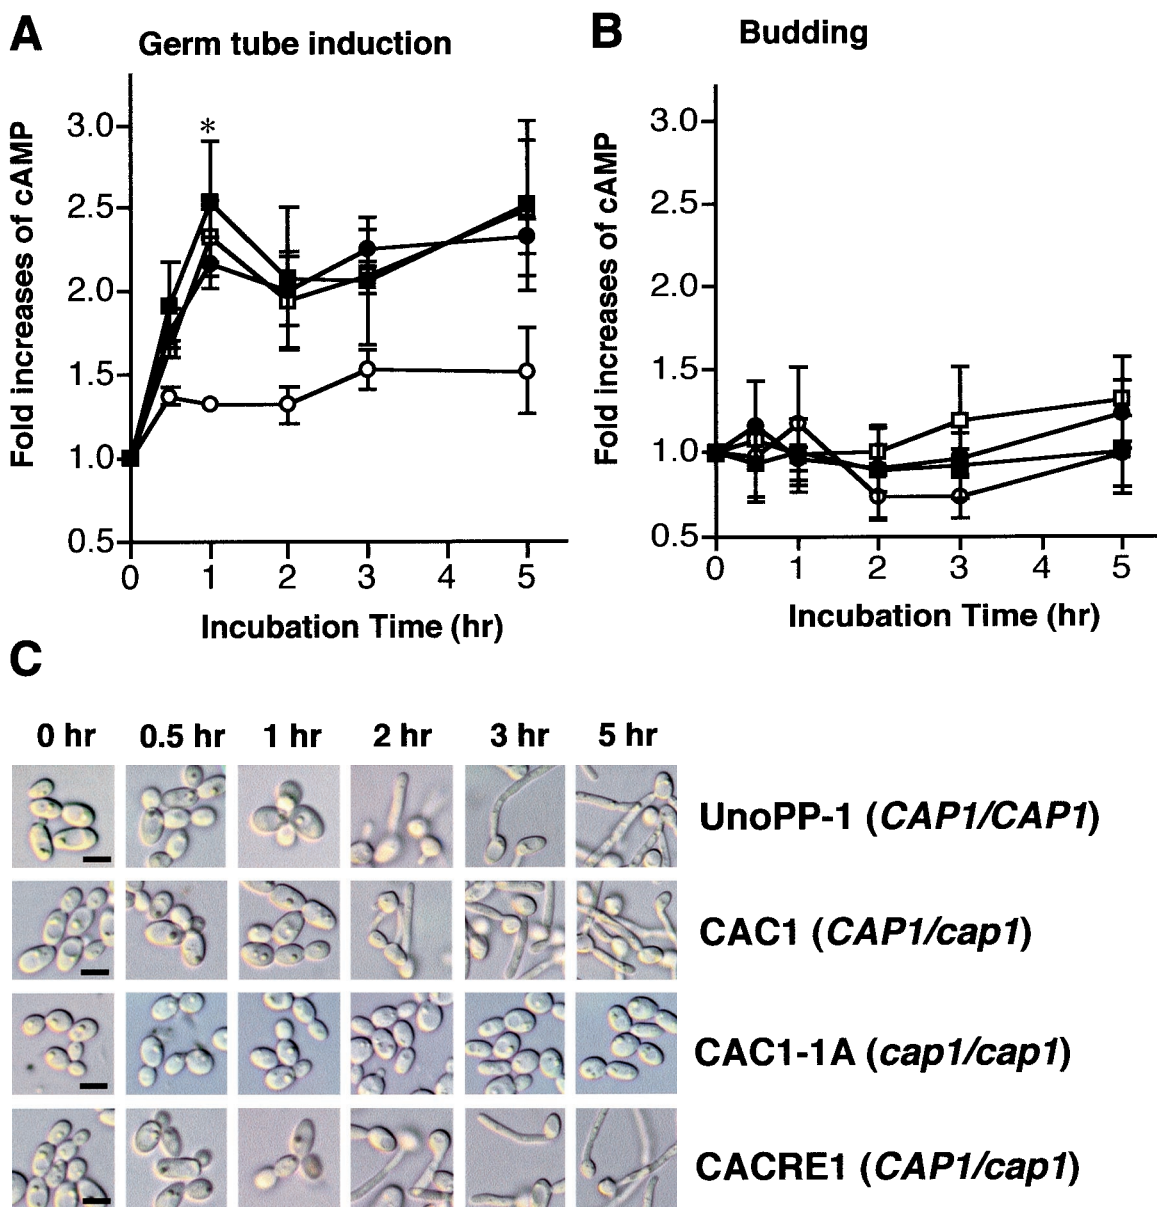 A
Germ tube induction
B
Budding
Fold increases of cAMP
3.0
2.5
2.0
1.5
1.0
0.5
*
0 1 2 3 4 5
Incubation Time (hr)
Fold increases of cAMP
3.0
2.5
2.0
1.5
1.0
0.5
0 1 2 3 4 5
Incubation Time (hr)
C
0 hr 0.5 hr 1 hr 2 hr 3 hr 5 hr
UnoPP-1 (CAP1/CAP1)
CAC1 (CAP1/cap1)
CAC1-1A (cap1/cap1)
CACRE1 (CAP1/cap1)